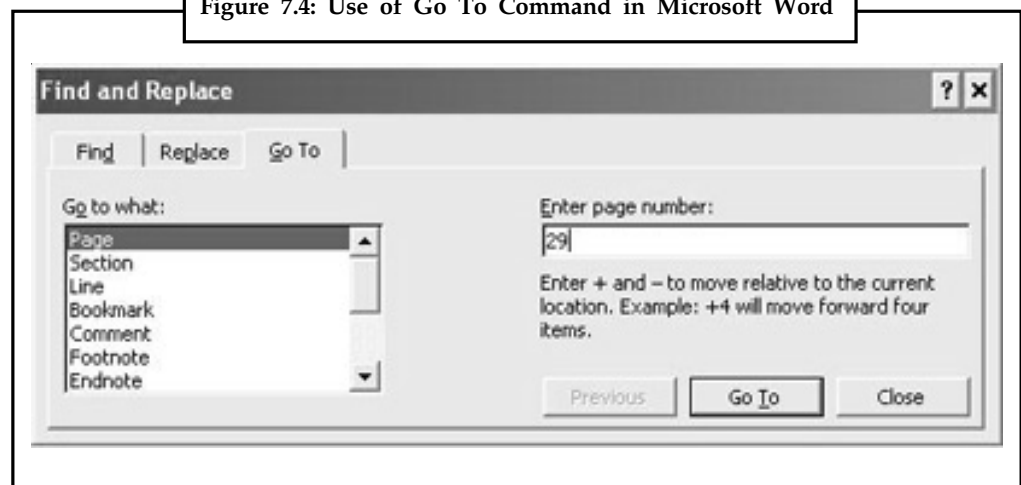 Figure 7.4: Use of Go To Command in Microsoft Word
Find and Replace
? ×
Find Replace Go To
Go to what:
Page
Section
Line
Bookmark
Comment
Footnote
Endnote
Enter page number:
29
Enter + and – to move relative to the current
location. Example: +4 will move forward four
items.
Previous Go To Close